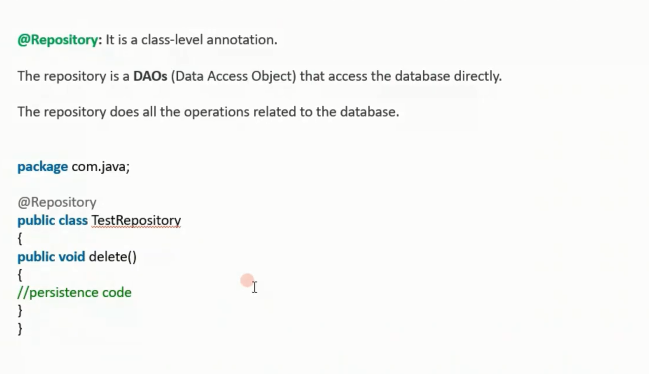 @Repository: It is a class-level annotation.
The repository is a DAOs (Data Access Object) that access the database directly.
The repository does all the operations related to the database.
package com.java;
@Repository
public class TestRepository
{
public void delete()
{
//persistence code
}
}